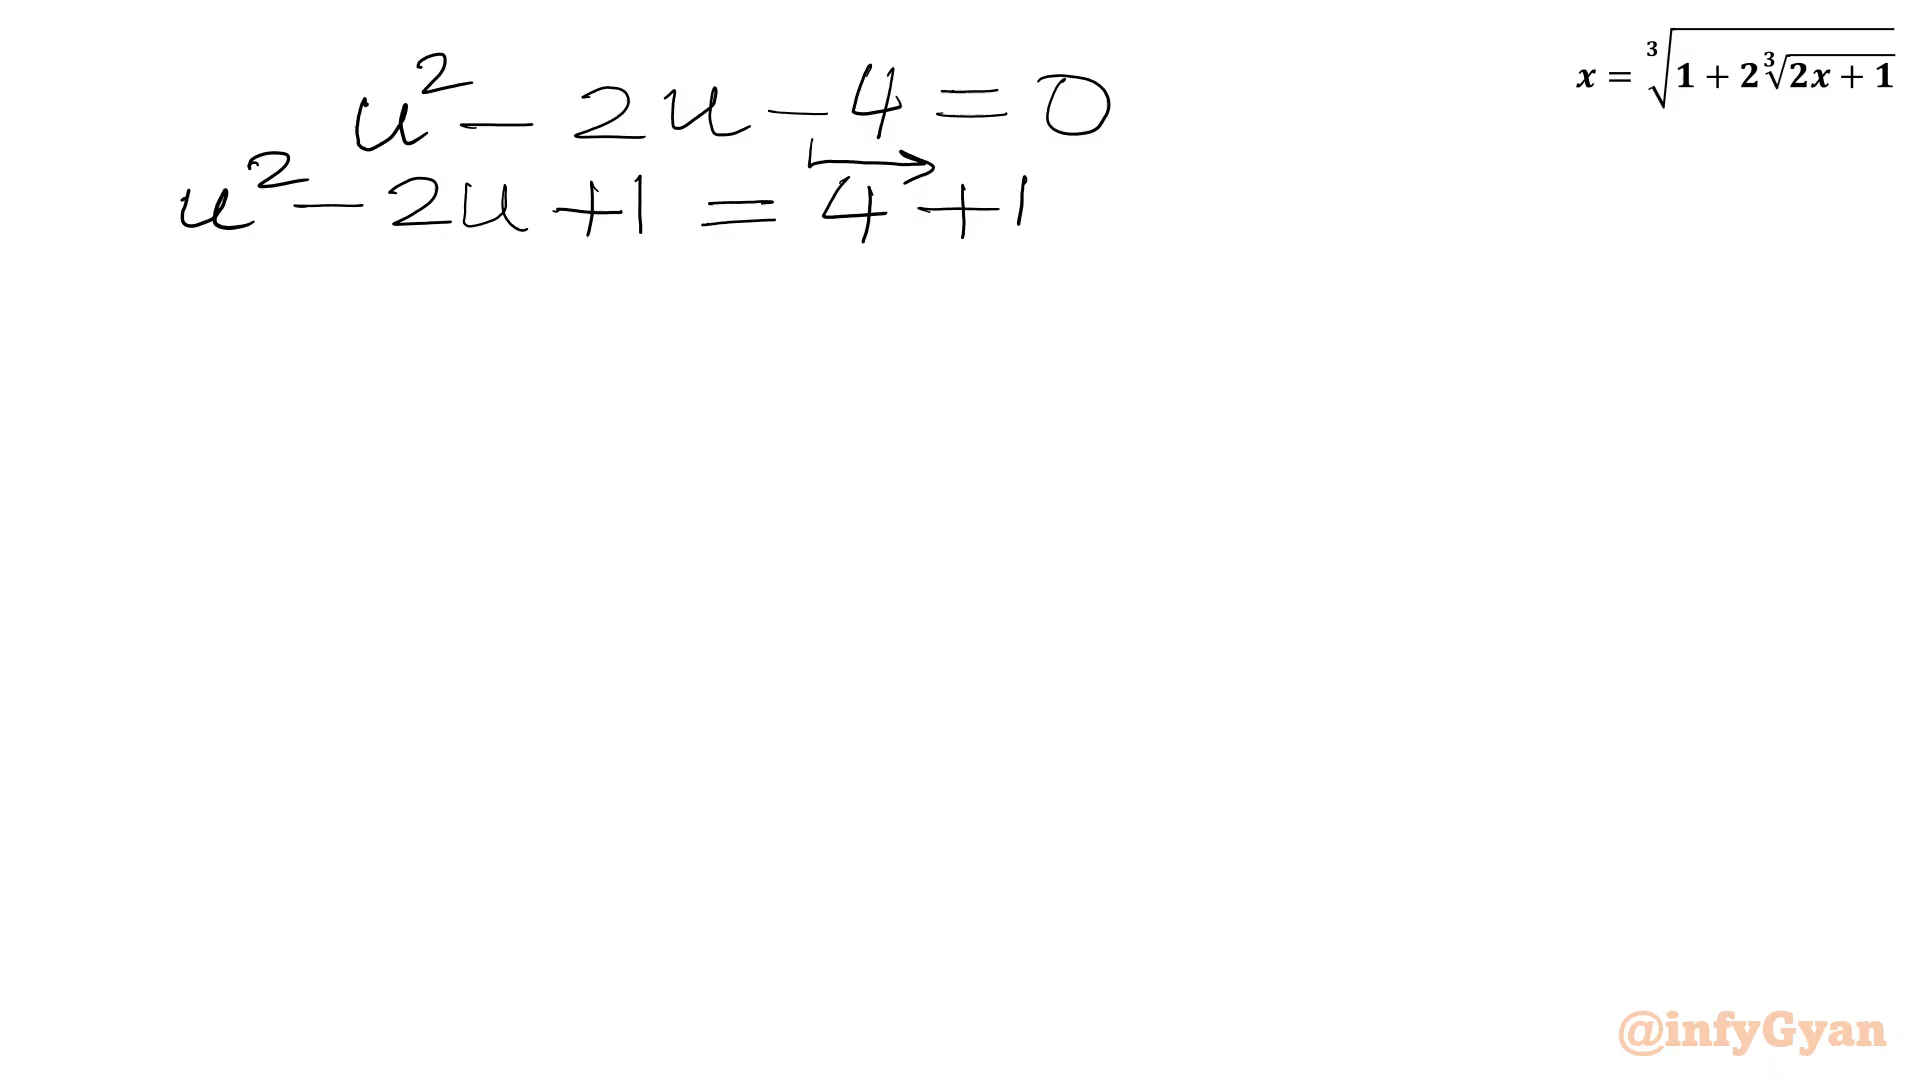 u² – 2u – 4 = 0
x = ∛(1 + 2∛(2x + 1))
u² – 2u + 1 = 4 + 1
@infyGyan